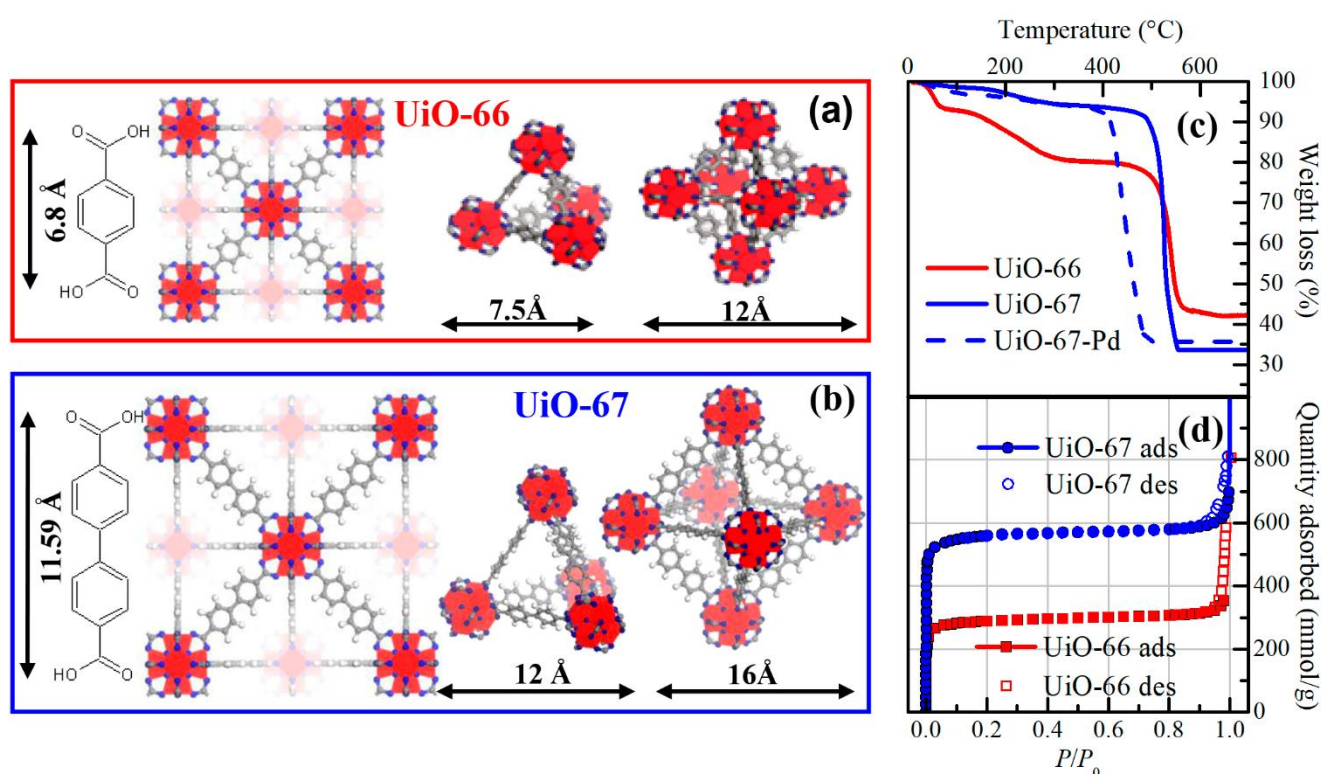 UiO-66
(a)
O
OH
6.8 Å
HO
O
7.5Å
12Å
UiO-67
(b)
O
OH
11.59 Å
HO
O
12 Å
16Å
Temperature (°C)
0 200 400 600
(c)
100
90
80
70
60
50
40
30
Weight loss (%)
UiO-66
UiO-67
UiO-67-Pd
(d)
UiO-67 ads
UiO-67 des
UiO-66 ads
UiO-66 des
800
600
400
200
0
Quantity adsorbed (mmol/g)
0.0 0.2 0.4 0.6 0.8 1.0
P/P₀